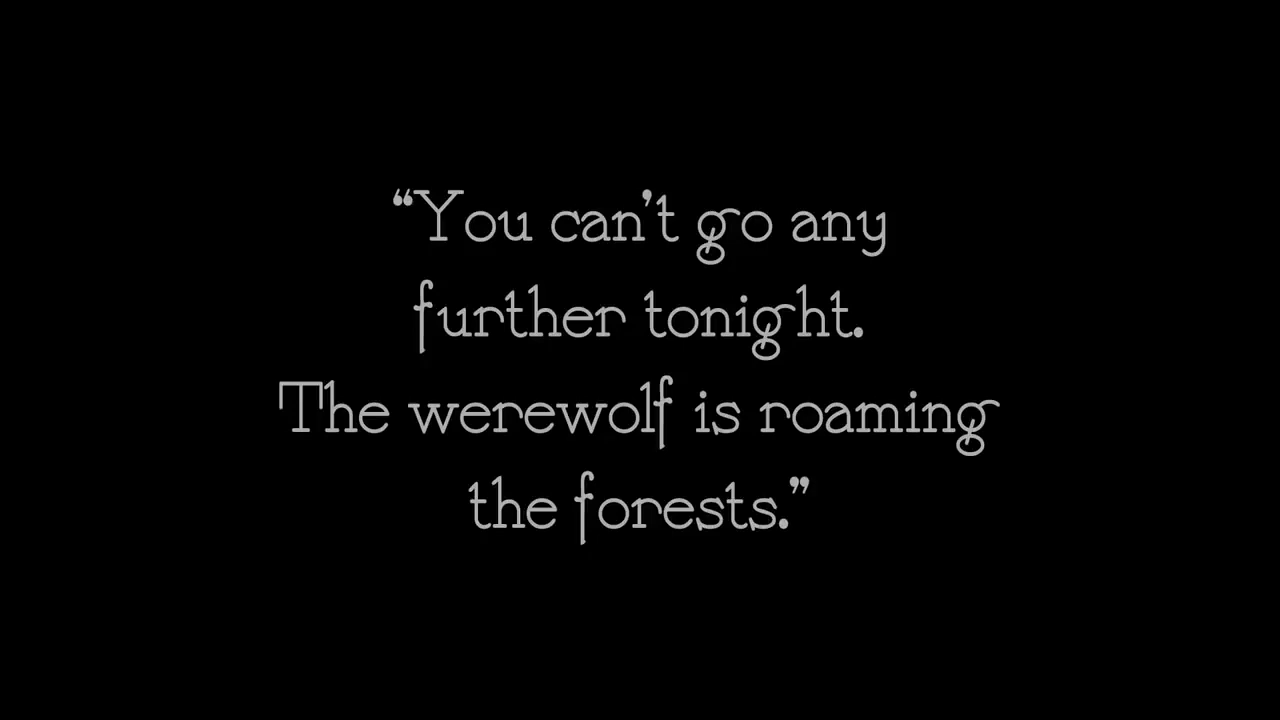 “You can’t go any
further tonight.
The werewolf is roaming
the forests.”